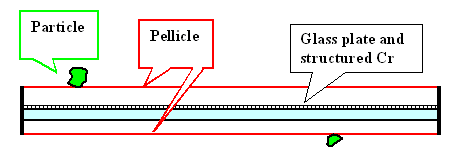 Particle
Pellicle
Glass plate and
structured Cr